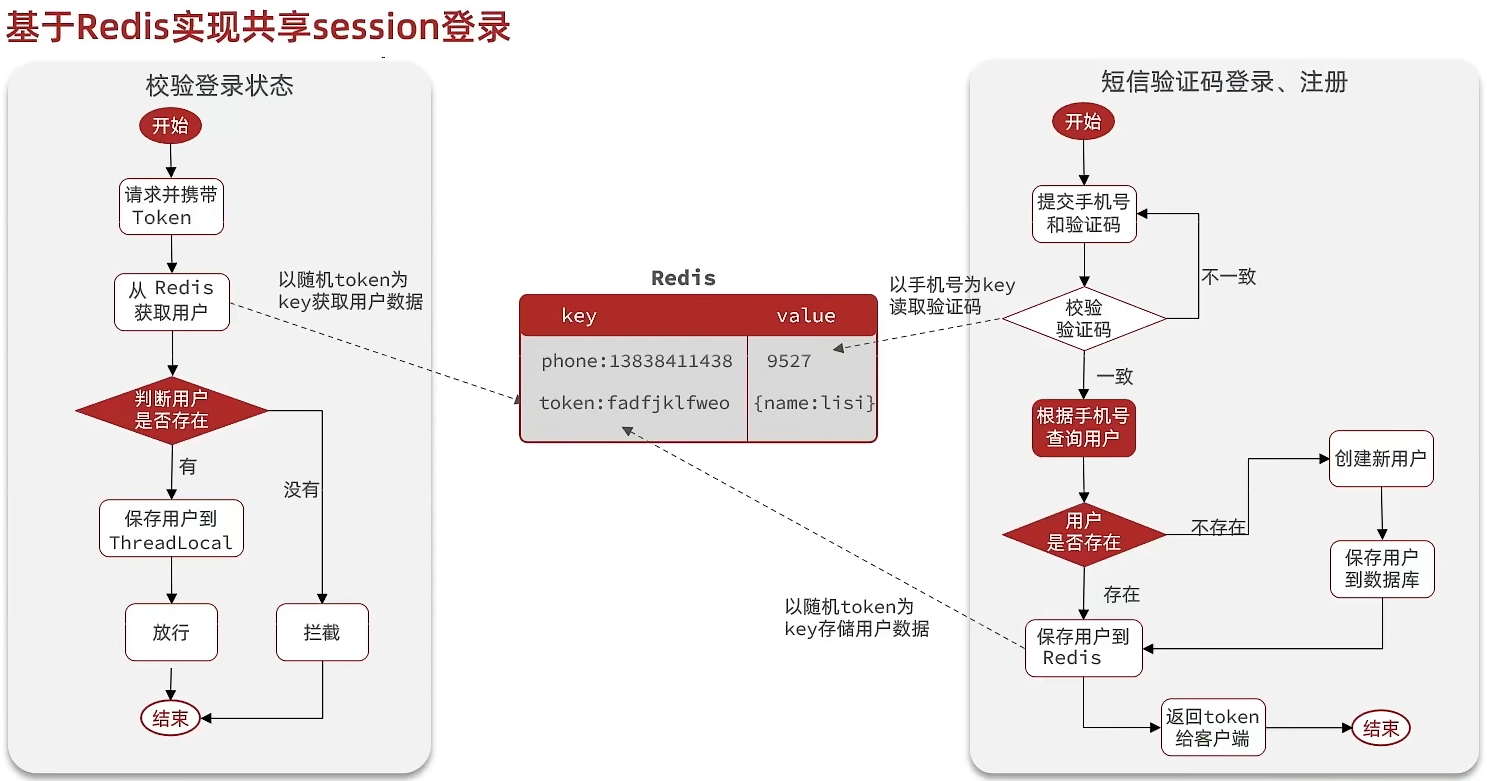 基于Redis实现共享session登录
校验登录状态
开始
请求并携带
Token
从 Redis
获取用户
以随机token为
key获取用户数据
判断用户
是否存在
有
没有
保存用户到
ThreadLocal
放行
拦截
结束
Redis
key value
phone:13838411438 9527
token:fadfjklfweo {name:lisi}
以手机号为key
读取验证码
以随机token为
key存储用户数据
短信验证码登录、注册
开始
提交手机号
和验证码
不一致
校验
验证码
一致
根据手机号
查询用户
用户
是否存在
不存在
创建新用户
保存用户
到数据库
存在
保存用户到
Redis
返回token
给客户端
结束